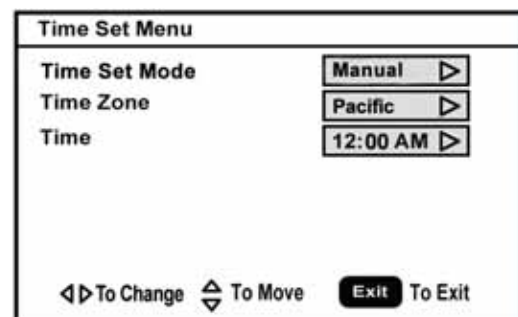 Time Set Menu
Time Set Mode Manual
Time Zone Pacific
Time 12:00 AM
To Change To Move Exit To Exit